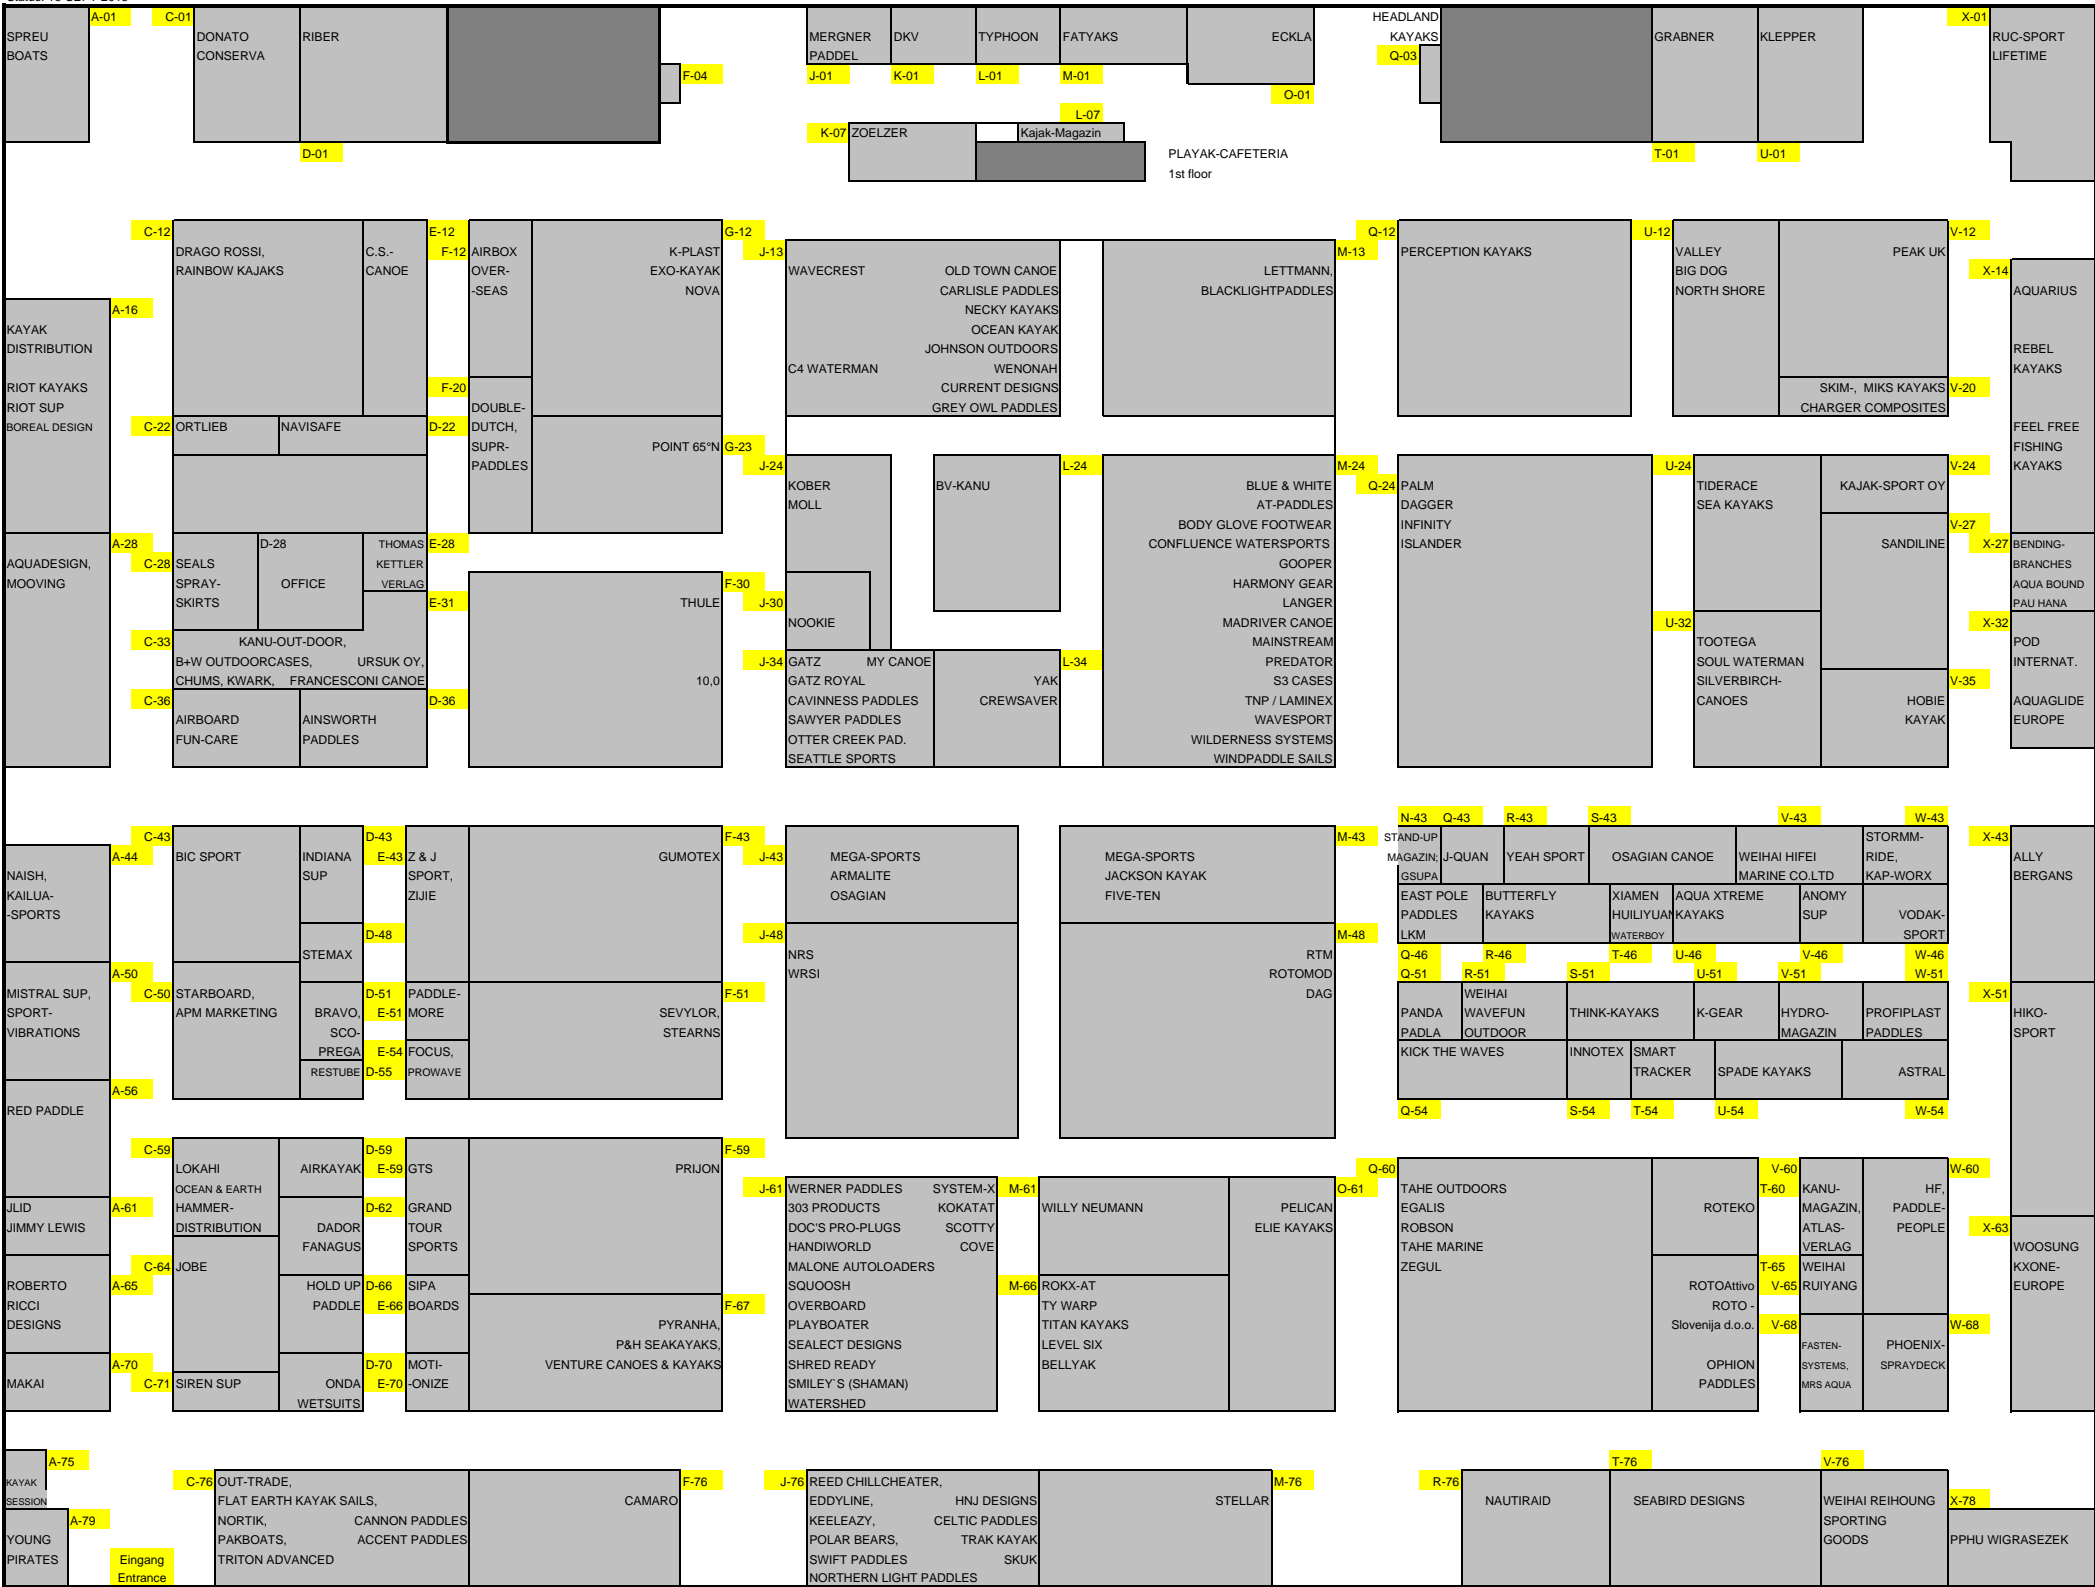 A-01
C-01
HEADLAND
X-01
SPREU
BOATS
DONATO
CONSERVA
RIBER
F-04
MERGNER
PADDEL
DKV
TYPHOON
FATYAKS
ECKLA
KAYAKS
Q-03
GRABNER
KLEPPER
RUC-SPORT
LIFETIME
J-01
K-01
L-01
M-01
O-01
L-07
K-07
ZOELZER
Kajak-Magazin
D-01
PLAYAK-CAFETERIA
1st floor
T-01
U-01
C-12
DRAGO ROSSI,
RAINBOW KAJAKS
C.S.-
CANOE
E-12
F-12
AIRBOX
OVER-
-SEAS
K-PLAST
EXO-KAYAK
NOVA
G-12
J-13
WAVECREST
C4 WATERMAN
OLD TOWN CANOE
CARLISLE PADDLES
NECKY KAYAKS
OCEAN KAYAK
JOHNSON OUTDOORS
WENONAH
CURRENT DESIGNS
GREY OWL PADDLES
LETTMANN,
BLACKLIGHTPADDLES
M-13
Q-12
PERCEPTION KAYAKS
U-12
VALLEY
BIG DOG
NORTH SHORE
PEAK UK
V-12
SKIM-, MIKS KAYAKS
CHARGER COMPOSITES
V-20
X-14
AQUARIUS
REBEL
KAYAKS
FEEL FREE
FISHING
KAYAKS
A-16
KAYAK
DISTRIBUTION
RIOT KAYAKS
RIOT SUP
BOREAL DESIGN
F-20
DOUBLE-
DUTCH,
SUPR-
PADDLES
C-22
ORTLIEB
NAVISAFE
D-22
POINT 65°N
G-23
J-24
KOBER
MOLL
BV-KANU
L-24
BLUE & WHITE
AT-PADDLES
BODY GLOVE FOOTWEAR
CONFLUENCE WATERSPORTS
GOOPER
HARMONY GEAR
LANGER
MADRIVER CANOE
MAINSTREAM
PREDATOR
S3 CASES
TNP / LAMINEX
WAVESPORT
WILDERNESS SYSTEMS
WINDPADDLE SAILS
M-24
Q-24
PALM
DAGGER
INFINITY
ISLANDER
U-24
TIDERACE
SEA KAYAKS
KAJAK-SPORT OY
V-24
V-27
SANDILINE
X-27
BENDING-
BRANCHES
AQUA BOUND
PAU HANA
A-28
AQUADESIGN,
MOOVING
C-28
SEALS
SPRAY-
SKIRTS
D-28
OFFICE
THOMAS
KETTLER
VERLAG
E-28
E-31
F-30
THULE
10,0
J-30
NOOKIE
U-32
TOOTEGA
SOUL WATERMAN
SILVERBIRCH-
CANOES
X-32
POD
INTERNAT.
AQUAGLIDE
EUROPE
C-33
KANU-OUT-DOOR,
B+W OUTDOORCASES, URSUK OY,
CHUMS, KWARK, FRANCESCONI CANOE
J-34
GATZ MY CANOE
GATZ ROYAL
CAVINNESS PADDLES
SAWYER PADDLES
OTTER CREEK PAD.
SEATTLE SPORTS
YAK
CREWSAVER
L-34
V-35
HOBIE
KAYAK
C-36
AIRBOARD
FUN-CARE
AINSWORTH
PADDLES
D-36
C-43
BIC SPORT
INDIANA
SUP
D-43
E-43
Z & J
SPORT,
ZIJIE
GUMOTEX
F-43
J-43
MEGA-SPORTS
ARMALITE
OSAGIAN
MEGA-SPORTS
JACKSON KAYAK
FIVE-TEN
M-43
N-43
Q-43
R-43
S-43
V-43
W-43
STAND-UP
MAGAZIN;
GSUPA
J-QUAN
YEAH SPORT
OSAGIAN CANOE
WEIHAI HIFEI
MARINE CO.LTD
STORMM-
RIDE,
KAP-WORX
X-43
ALLY
BERGANS
A-44
NAISH,
KAILUA-
-SPORTS
EAST POLE
PADDLES
LKM
BUTTERFLY
KAYAKS
XIAMEN
HUILIYUAN
WATERBOY
AQUA XTREME
KAYAKS
ANOMY
SUP
VODAK-
SPORT
D-48
STEMAX
J-48
NRS
WRSI
RTM
ROTOMOD
DAG
M-48
Q-46
R-46
T-46
U-46
V-46
W-46
Q-51
R-51
S-51
U-51
V-51
W-51
A-50
MISTRAL SUP,
SPORT-
VIBRATIONS
C-50
STARBOARD,
APM MARKETING
BRAVO,
SCO-
PREGA
D-51
E-51
PADDLE-
MORE
SEVYLOR,
STEARNS
F-51
PANDA
PADLA
WEIHAI
WAVEFUN
OUTDOOR
THINK-KAYAKS
K-GEAR
HYDRO-
MAGAZIN
PROFIPLAST
PADDLES
X-51
HIKO-
SPORT
E-54
FOCUS,
PROWAVE
RESTUBE
D-55
KICK THE WAVES
INNOTEX
SMART
TRACKER
SPADE KAYAKS
ASTRAL
Q-54
S-54
T-54
U-54
W-54
A-56
RED PADDLE
C-59
LOKAHI
OCEAN & EARTH
HAMMER-
DISTRIBUTION
AIRKAYAK
D-59
E-59
GTS
GRAND
TOUR
SPORTS
PRIJON
F-59
A-61
JLID
JIMMY LEWIS
D-62
DADOR
FANAGUS
J-61
WERNER PADDLES SYSTEM-X
303 PRODUCTS KOKATAT
DOC'S PRO-PLUGS SCOTTY
HANDIWORLD COVE
MALONE AUTOLOADERS
SQUOOSH
OVERBOARD
PLAYBOATER
SEALECT DESIGNS
SHRED READY
SMILEY`S (SHAMAN)
WATERSHED
M-61
WILLY NEUMANN
PELICAN
ELIE KAYAKS
O-61
Q-60
TAHE OUTDOORS
EGALIS
ROBSON
TAHE MARINE
ZEGUL
ROTEKO
V-60
T-60
KANU-
MAGAZIN,
ATLAS-
VERLAG
HF,
PADDLE-
PEOPLE
W-60
X-63
WOOSUNG
KXONE-
EUROPE
C-64
JOBE
A-65
ROBERTO
RICCI
DESIGNS
HOLD UP
PADDLE
D-66
E-66
SIPA
BOARDS
F-67
PYRANHA,
P&H SEAKAYAKS,
VENTURE CANOES & KAYAKS
M-66
ROKX-AT
TY WARP
TITAN KAYAKS
LEVEL SIX
BELLYAK
T-65
V-65
WEIHAI
RUIYANG
ROTOAttivo
ROTO -
Slovenija d.o.o.
OPHION
PADDLES
V-68
FASTEN-
SYSTEMS,
MRS AQUA
PHOENIX-
SPRAYDECK
W-68
A-70
MAKAI
C-71
SIREN SUP
ONDA
WETSUITS
D-70
E-70
MOTI-
-ONIZE
A-75
KAYAK
SESSION
A-79
YOUNG
PIRATES
Eingang
Entrance
C-76
OUT-TRADE,
FLAT EARTH KAYAK SAILS,
NORTIK, CANNON PADDLES
PAKBOATS, ACCENT PADDLES
TRITON ADVANCED
CAMARO
F-76
J-76
REED CHILLCHEATER,
EDDYLINE, HNJ DESIGNS
KEELEAZY, CELTIC PADDLES
POLAR BEARS, TRAK KAYAK
SWIFT PADDLES SKUK
NORTHERN LIGHT PADDLES
STELLAR
M-76
R-76
NAUTIRAID
T-76
SEABIRD DESIGNS
V-76
WEIHAI REIHOUNG
SPORTING
GOODS
X-78
PPHU WIGRASEZEK